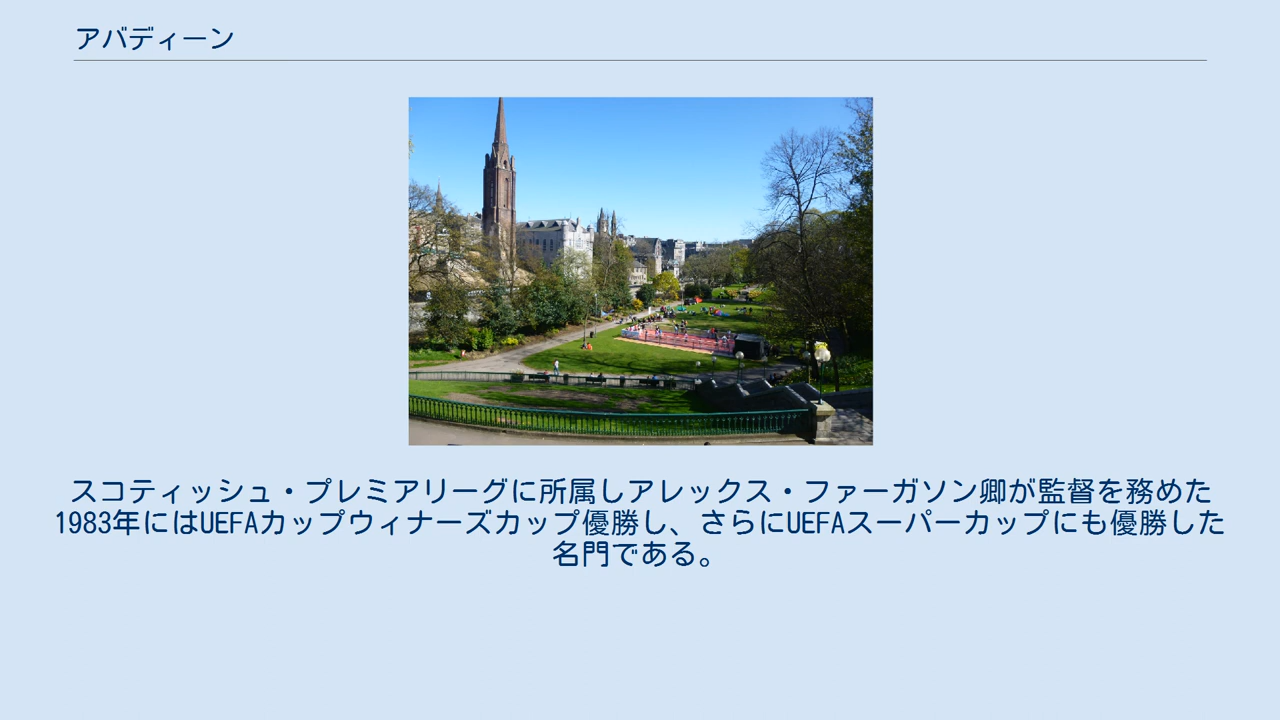 アバディーン
スコティッシュ・プレミアリーグに所属しアレックス・ファーガソン卿が監督を務めた
1983年にはUEFAカップウィナーズカップ優勝し、さらにUEFAスーパーカップにも優勝した
名門である。